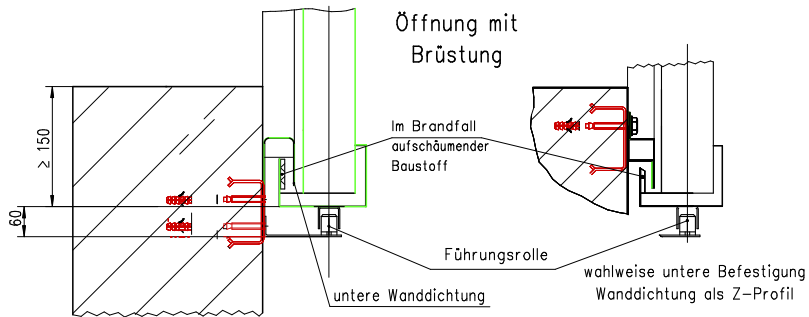 Öffnung mit
Brüstung
≥ 150
60
Im Brandfall
aufschäumender
Baustoff
Führungsrolle
untere Wanddichtung
wahlweise untere Befestigung
Wanddichtung als Z-Profil